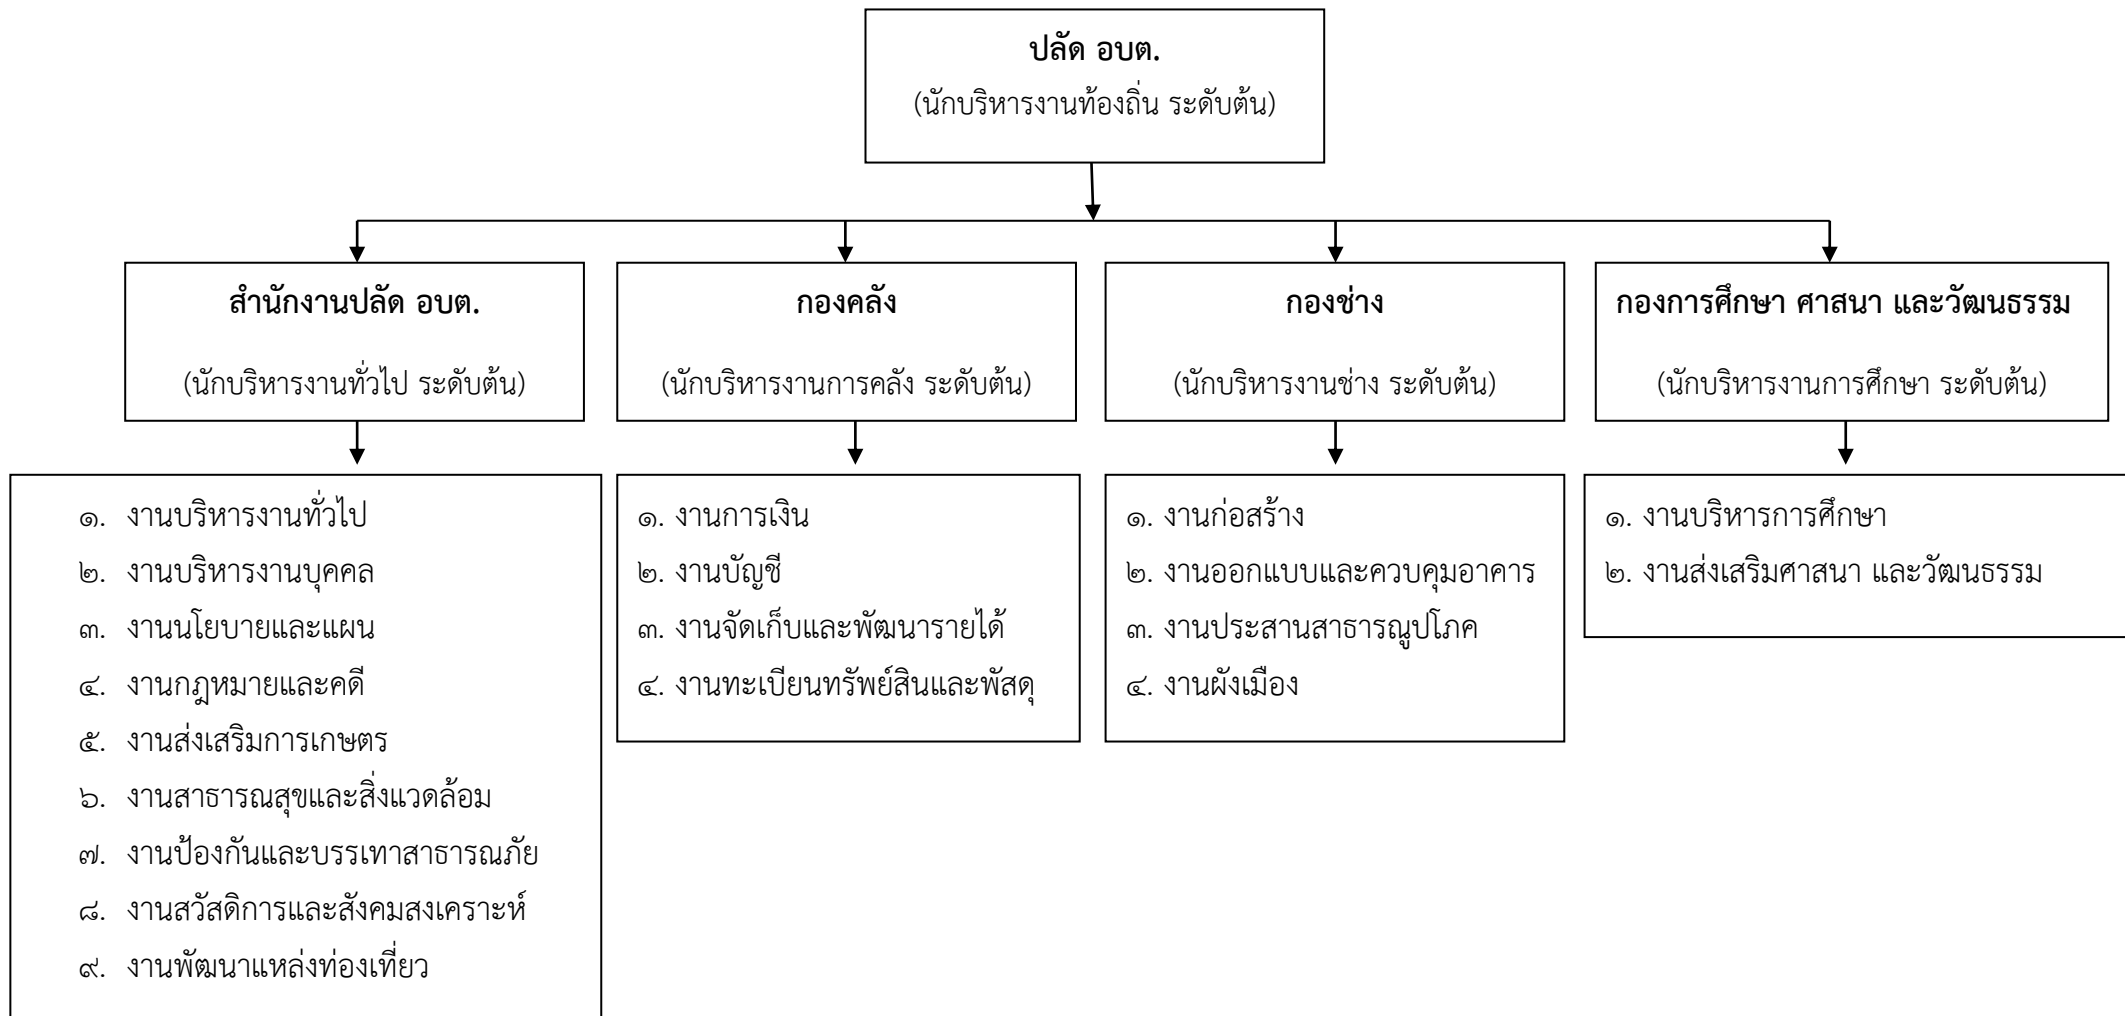 ปลัด อบต.
(นักบริหารงานท้องถิ่น ระดับต้น)
สำนักงานปลัด อบต.
(นักบริหารงานทั่วไป ระดับต้น)
กองคลัง
(นักบริหารงานการคลัง ระดับต้น)
กองช่าง
(นักบริหารงานช่าง ระดับต้น)
กองการศึกษา ศาสนา และวัฒนธรรม
(นักบริหารงานการศึกษา ระดับต้น)
๑. งานบริหารงานทั่วไป
๒. งานบริหารงานบุคคล
๓. งานนโยบายและแผน
๔. งานกฎหมายและคดี
๕. งานส่งเสริมการเกษตร
๖. งานสาธารณสุขและสิ่งแวดล้อม
๗. งานป้องกันและบรรเทาสาธารณภัย
๘. งานสวัสดิการและสังคมสงเคราะห์
๙. งานพัฒนาแหล่งท่องเที่ยว
๑. งานการเงิน
๒. งานบัญชี
๓. งานจัดเก็บและพัฒนารายได้
๔. งานทะเบียนทรัพย์สินและพัสดุ
๑. งานก่อสร้าง
๒. งานออกแบบและควบคุมอาคาร
๓. งานประสานสาธารณูปโภค
๔. งานผังเมือง
๑. งานบริหารการศึกษา
๒. งานส่งเสริมศาสนา และวัฒนธรรม